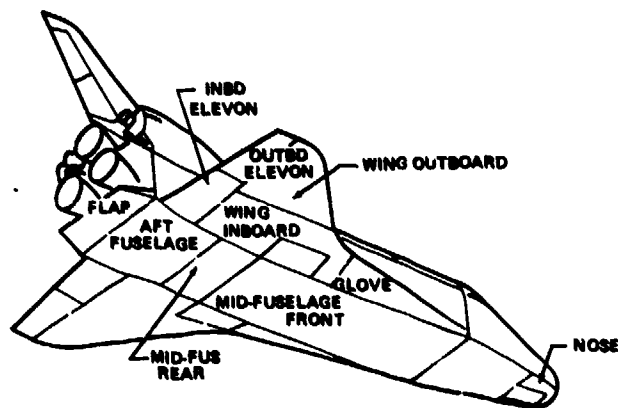 INBD
ELEVON
OUTBD
ELEVON
WING OUTBOARD
FLAP
AFT
FUSELAGE
WING
INBOARD
GLOVE
MID-FUSELAGE
FRONT
MID-FUS
REAR
NOSE